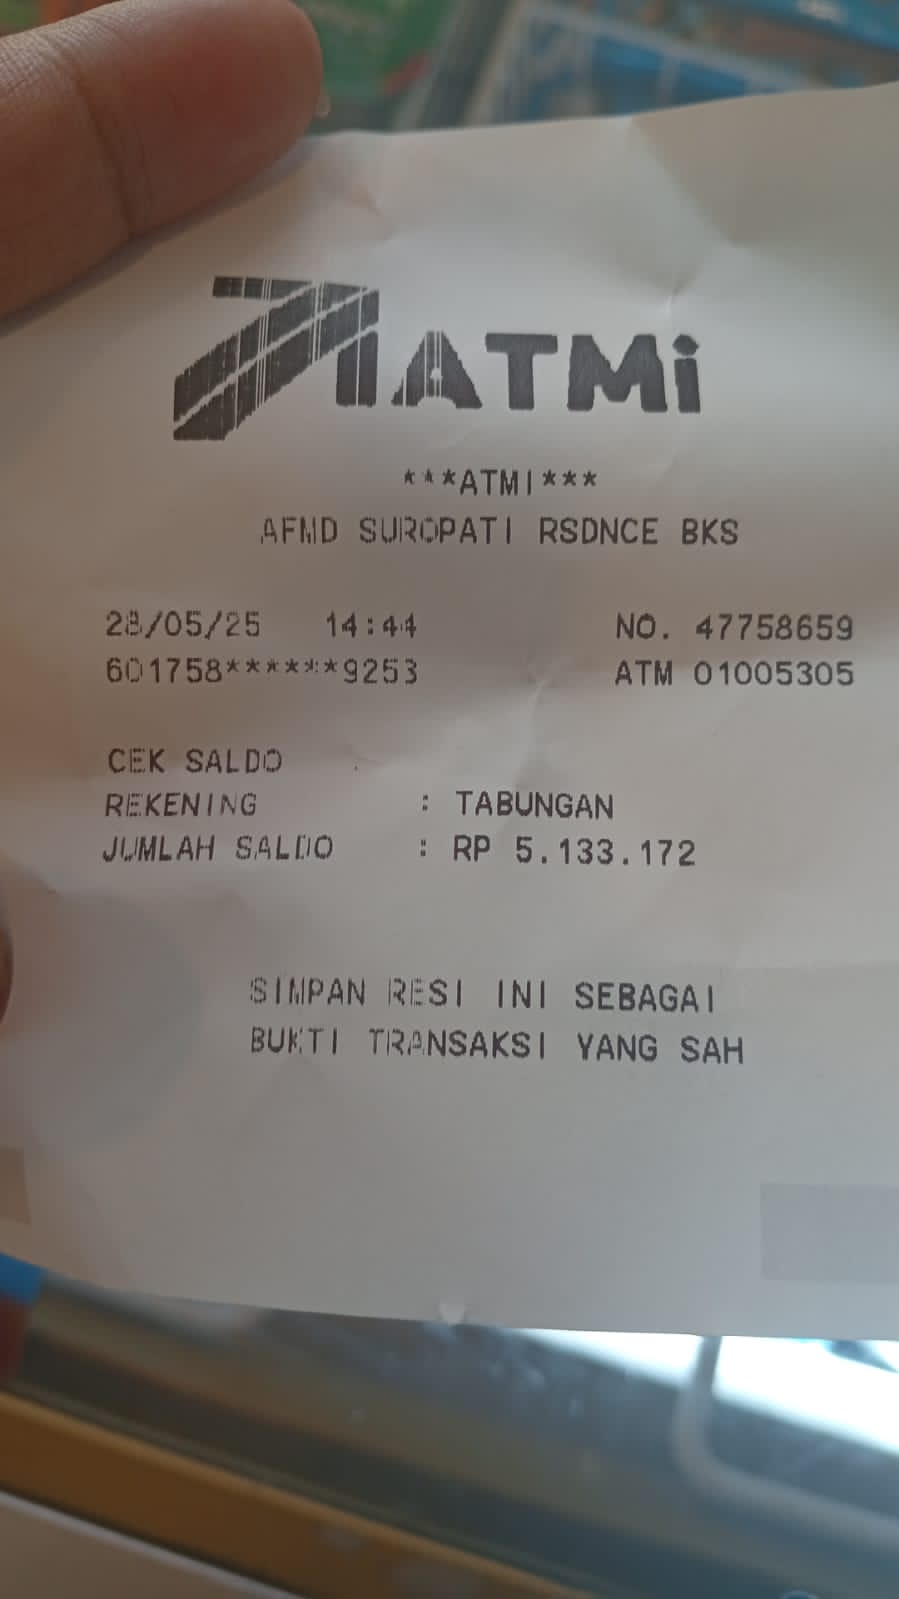 ATMi
***ATMI***
AFMD SUROPATI RSDNCE BKS
28/05/25 14:44 NO. 47758659
601758******9253 ATM 01005305
CEK SALDO
REKENING : TABUNGAN
JUMLAH SALDO : RP 5.133.172
SIMPAN RESI INI SEBAGAI
BUKTI TRANSAKSI YANG SAH